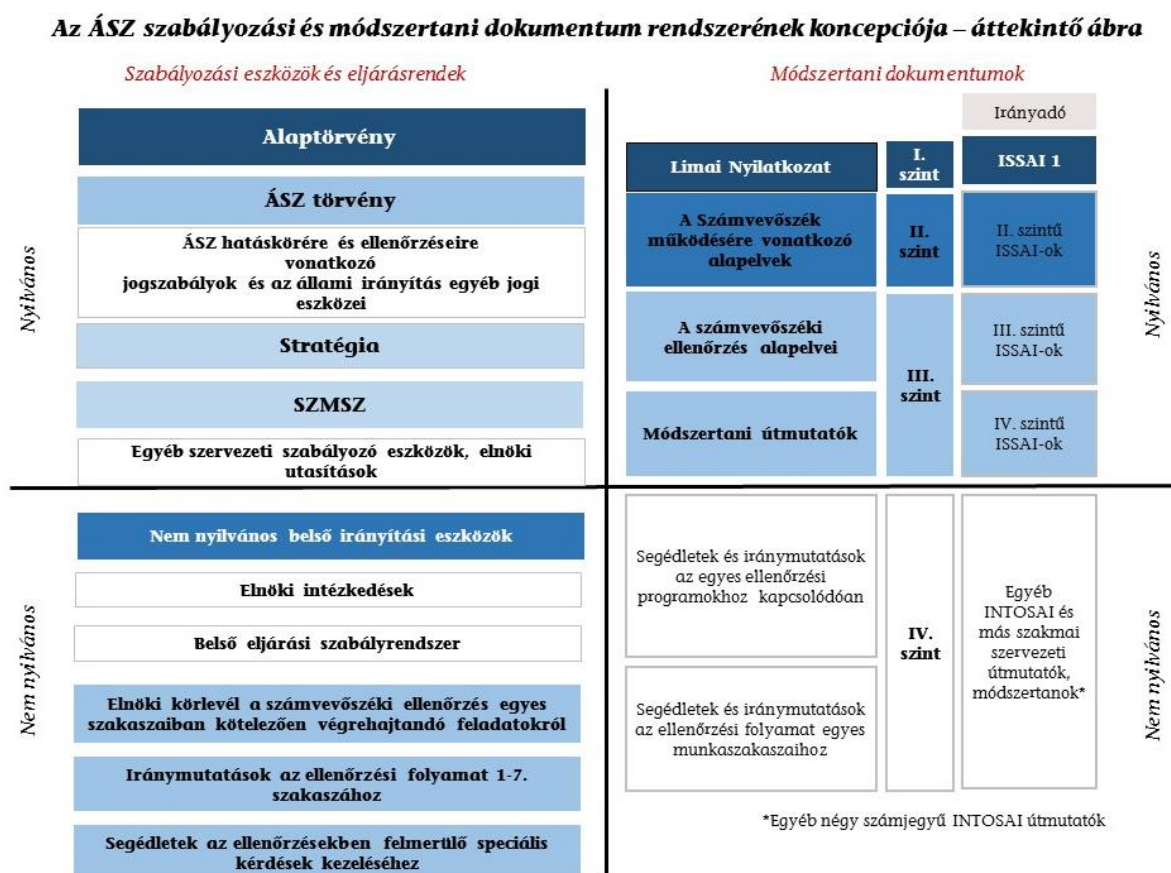 Az ÁSZ szabályozási és módszertani dokumentum rendszerének koncepciója – áttekintő ábra
Szabályozási eszközök és eljárásrendek
Nyilvános
Alaptörvény
ÁSZ törvény
ÁSZ hatáskörére és ellenőrzéseire
vonatkozó
jogszabályok és az állami irányítás egyéb jogi
eszközei
Stratégia
SZMSZ
Egyéb szervezeti szabályozó eszközök, elnöki
utasítások
Módszertani dokumentumok
Irányadó
Limai Nyilatkozat
I.
szint
ISSAI 1
A Számvevőszék
működésére vonatkozó
alapelvek
II.
szint
II. szintű
ISSAI-ok
A számvevőszéki
ellenőrzés alapelvei
III.
szint
III. szintű
ISSAI-ok
Módszertani útmutatók
IV. szintű
ISSAI-ok
Nyilvános
Nem nyilvános
Nem nyilvános belső irányítási eszközök
Elnöki intézkedések
Belső eljárási szabályrendszer
Elnöki körlevél a számvevőszéki ellenőrzés egyes
szakaszaiban kötelezően végrehajtandó feladatokról
Iránymutatások az ellenőrzési folyamat 1-7.
szakaszához
Segédletek az ellenőrzésekben felmerülő speciális
kérdések kezeléséhez
Segédletek és iránymutatások
az egyes ellenőrzési
programokhoz kapcsolódóan
Segédletek és iránymutatások
az ellenőrzési folyamat egyes
munkaszakaszaihoz
IV.
szint
Egyéb
INTOSAI és
más szakmai
szervezeti
útmutatók,
módszertanok*
Nem nyilvános
*Egyéb négy számjegyű INTOSAI útmutatók